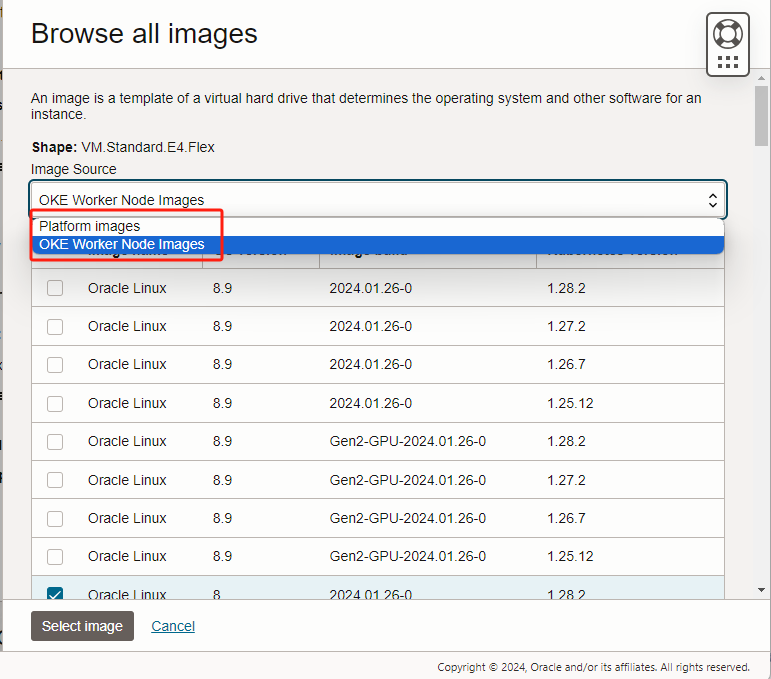 Browse all images
An image is a template of a virtual hard drive that determines the operating system and other software for an
instance.
Shape: VM.Standard.E4.Flex
Image Source
OKE Worker Node Images
Platform images
OKE Worker Node Images
Oracle Linux 8.9 2024.01.26-0 1.28.2
Oracle Linux 8.9 2024.01.26-0 1.27.2
Oracle Linux 8.9 2024.01.26-0 1.26.7
Oracle Linux 8.9 2024.01.26-0 1.25.12
Oracle Linux 8.9 Gen2-GPU-2024.01.26-0 1.28.2
Oracle Linux 8.9 Gen2-GPU-2024.01.26-0 1.27.2
Oracle Linux 8.9 Gen2-GPU-2024.01.26-0 1.26.7
Oracle Linux 8.9 Gen2-GPU-2024.01.26-0 1.25.12
Oracle Linux 8 2024.01.26-0 1.28.2
Select image Cancel
Copyright © 2024, Oracle and/or its affiliates. All rights reserved.